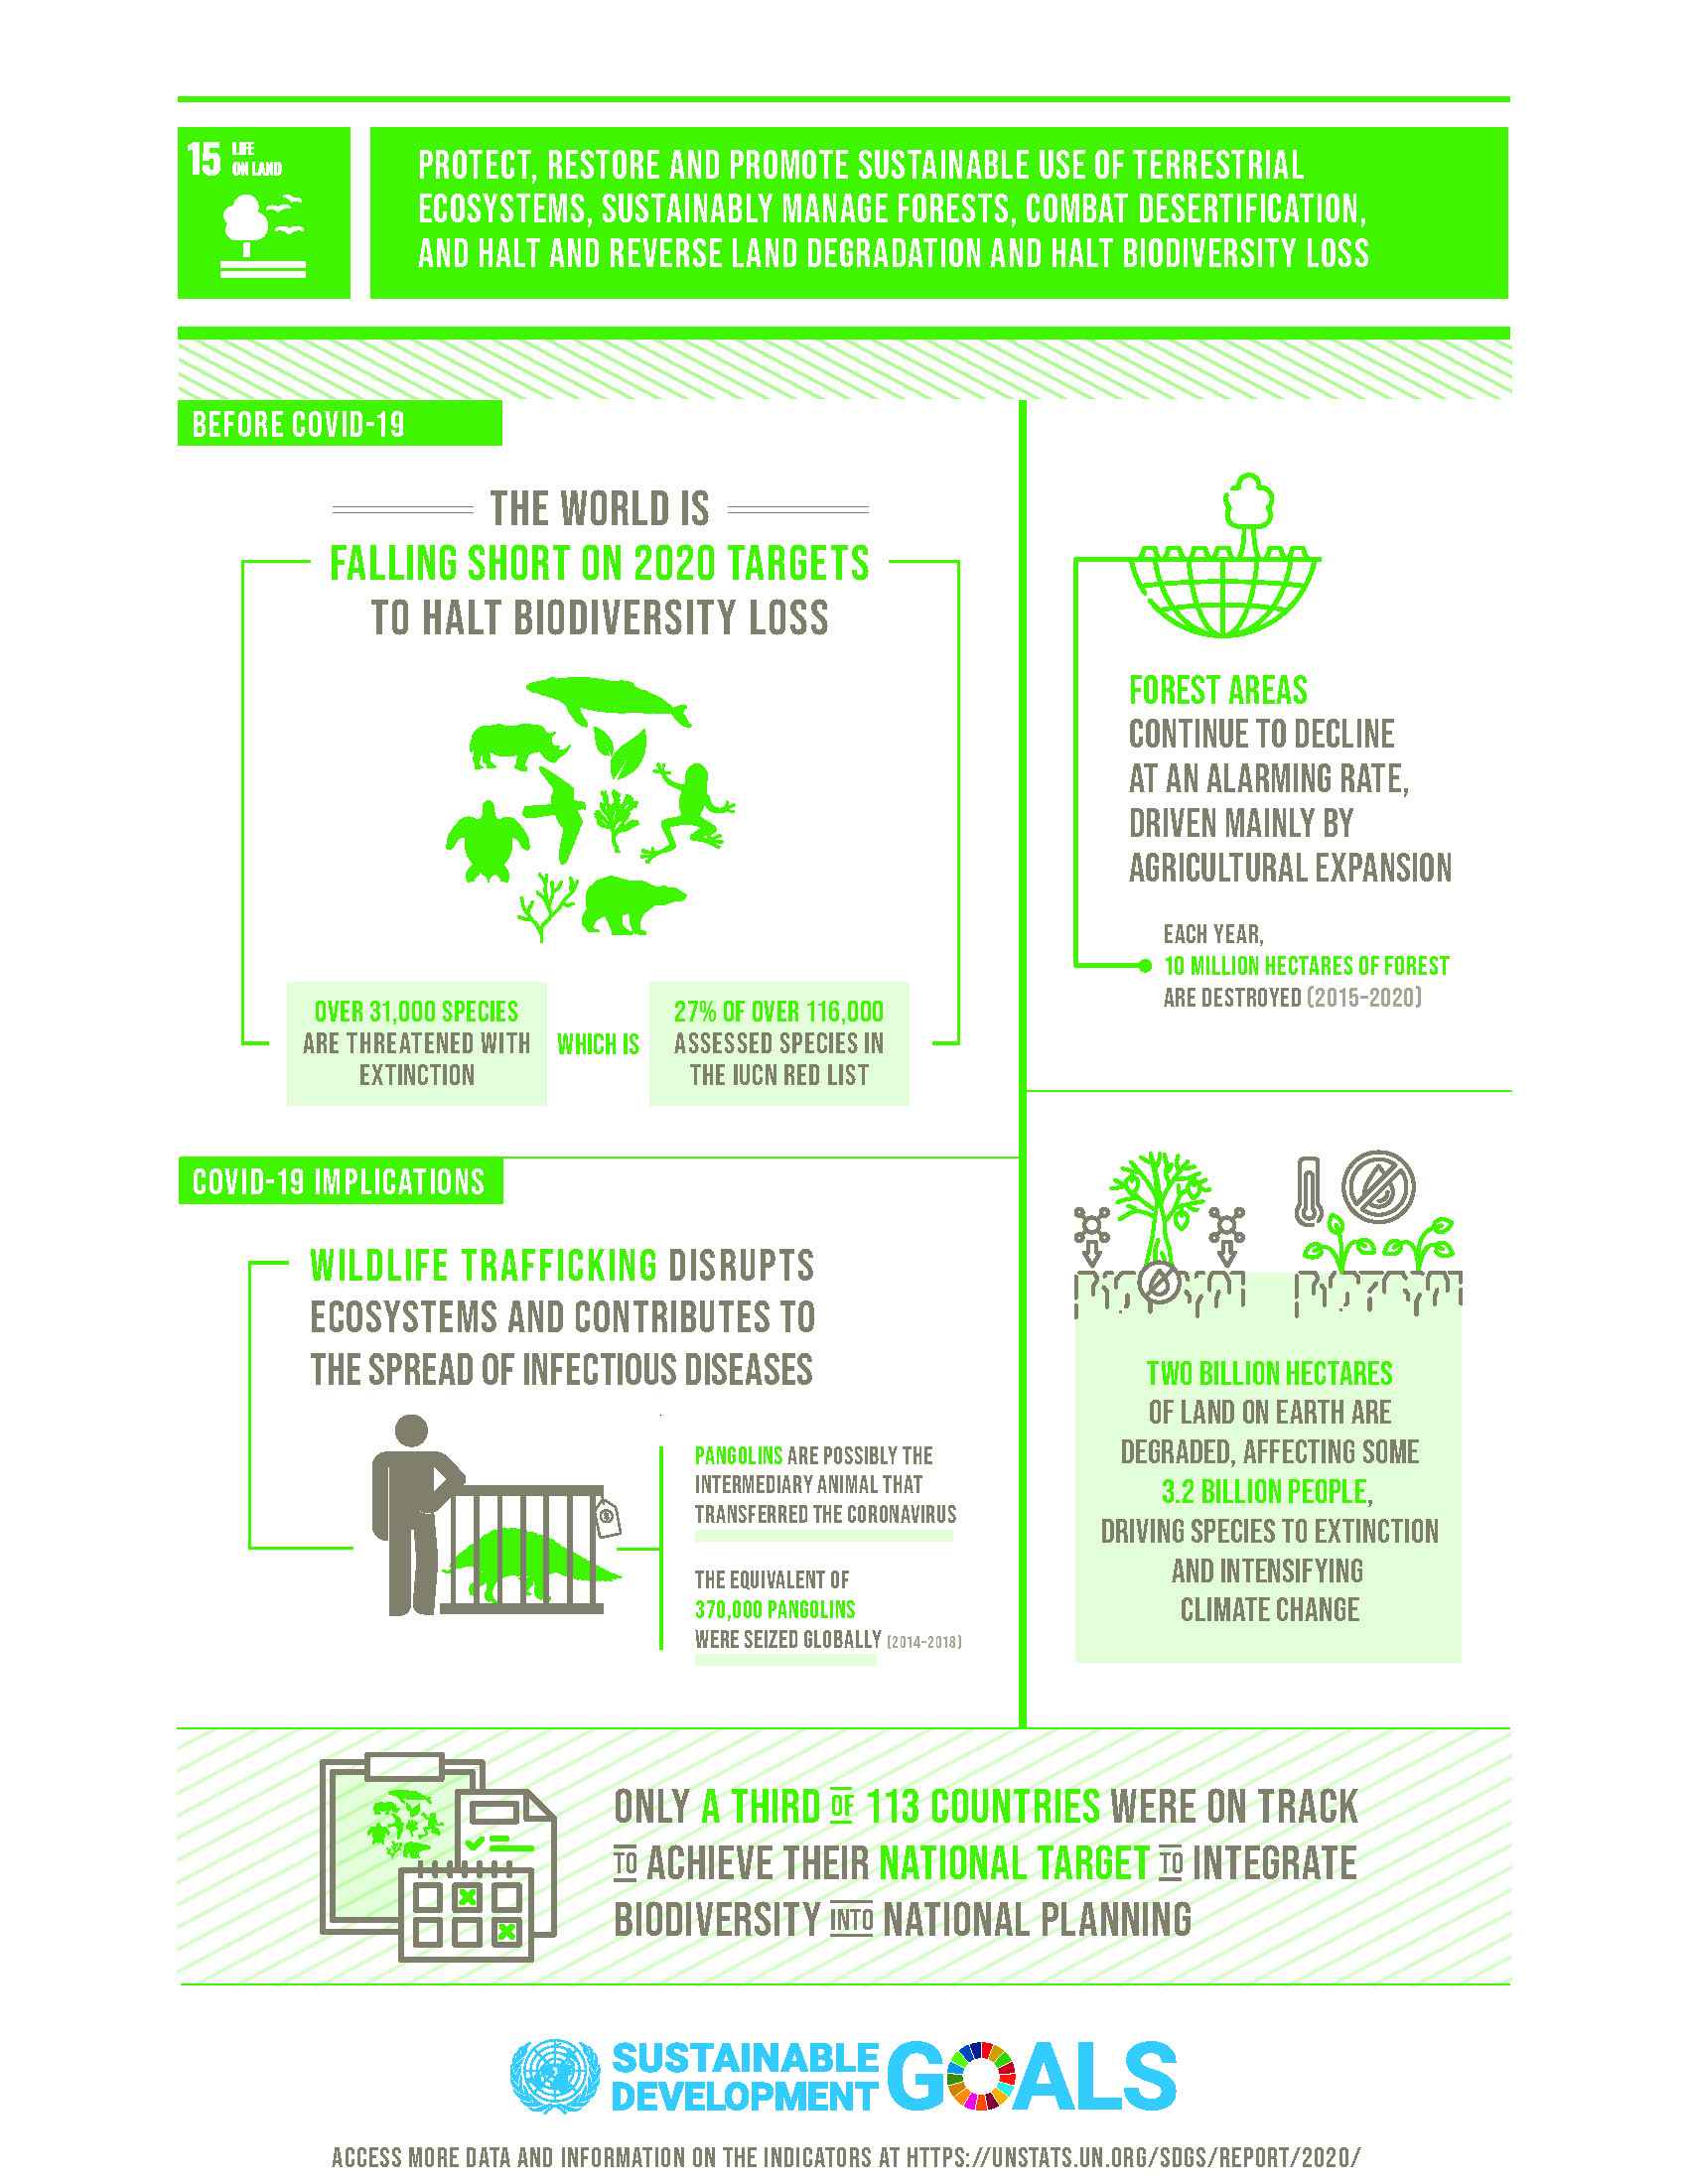 15 LIFE
ON LAND
PROTECT, RESTORE AND PROMOTE SUSTAINABLE USE OF TERRESTRIAL
ECOSYSTEMS, SUSTAINABLY MANAGE FORESTS, COMBAT DESERTIFICATION,
AND HALT AND REVERSE LAND DEGRADATION AND HALT BIODIVERSITY LOSS
BEFORE COVID-19
THE WORLD IS
FALLING SHORT ON 2020 TARGETS
TO HALT BIODIVERSITY LOSS
OVER 31,000 SPECIES
ARE THREATENED WITH
EXTINCTION
WHICH IS
27% OF OVER 116,000
ASSESSED SPECIES IN
THE IUCN RED LIST
FOREST AREAS
CONTINUE TO DECLINE
AT AN ALARMING RATE,
DRIVEN MAINLY BY
AGRICULTURAL EXPANSION
EACH YEAR,
10 MILLION HECTARES OF FOREST
ARE DESTROYED (2015-2020)
COVID-19 IMPLICATIONS
WILDLIFE TRAFFICKING DISRUPTS
ECOSYSTEMS AND CONTRIBUTES TO
THE SPREAD OF INFECTIOUS DISEASES
$
PANGOLINS ARE POSSIBLY THE
INTERMEDIARY ANIMAL THAT
TRANSFERRED THE CORONAVIRUS
THE EQUIVALENT OF
370,000 PANGOLINS
WERE SEIZED GLOBALLY (2014-2018)
TWO BILLION HECTARES
OF LAND ON EARTH ARE
DEGRADED, AFFECTING SOME
3.2 BILLION PEOPLE,
DRIVING SPECIES TO EXTINCTION
AND INTENSIFYING
CLIMATE CHANGE
ONLY A THIRD OF 113 COUNTRIES WERE ON TRACK
TO ACHIEVE THEIR NATIONAL TARGET TO INTEGRATE
BIODIVERSITY INTO NATIONAL PLANNING
SUSTAINABLE
DEVELOPMENT GOALS
ACCESS MORE DATA AND INFORMATION ON THE INDICATORS AT HTTPS://UNSTATS.UN.ORG/SDGS/REPORT/2020/